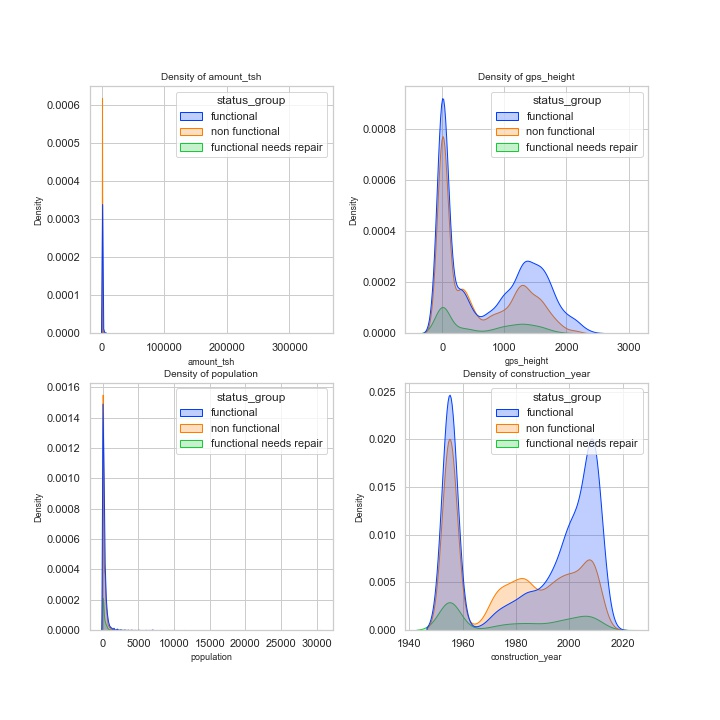 Density of amount_tsh
status_group
functional
non functional
functional needs repair
0.0006
0.0005
0.0004
0.0003
0.0002
0.0001
0.0000
Density
0 100000 200000 300000
amount_tsh
Density of gps_height
status_group
functional
non functional
functional needs repair
0.0008
0.0006
0.0004
0.0002
0.0000
Density
0 1000 2000 3000
gps_height
Density of population
status_group
functional
non functional
functional needs repair
0.0016
0.0014
0.0012
0.0010
0.0008
0.0006
0.0004
0.0002
0.0000
Density
0 5000 10000 15000 20000 25000 30000
population
Density of construction_year
status_group
functional
non functional
functional needs repair
0.025
0.020
0.015
0.010
0.005
0.000
Density
1940 1960 1980 2000 2020
construction_year